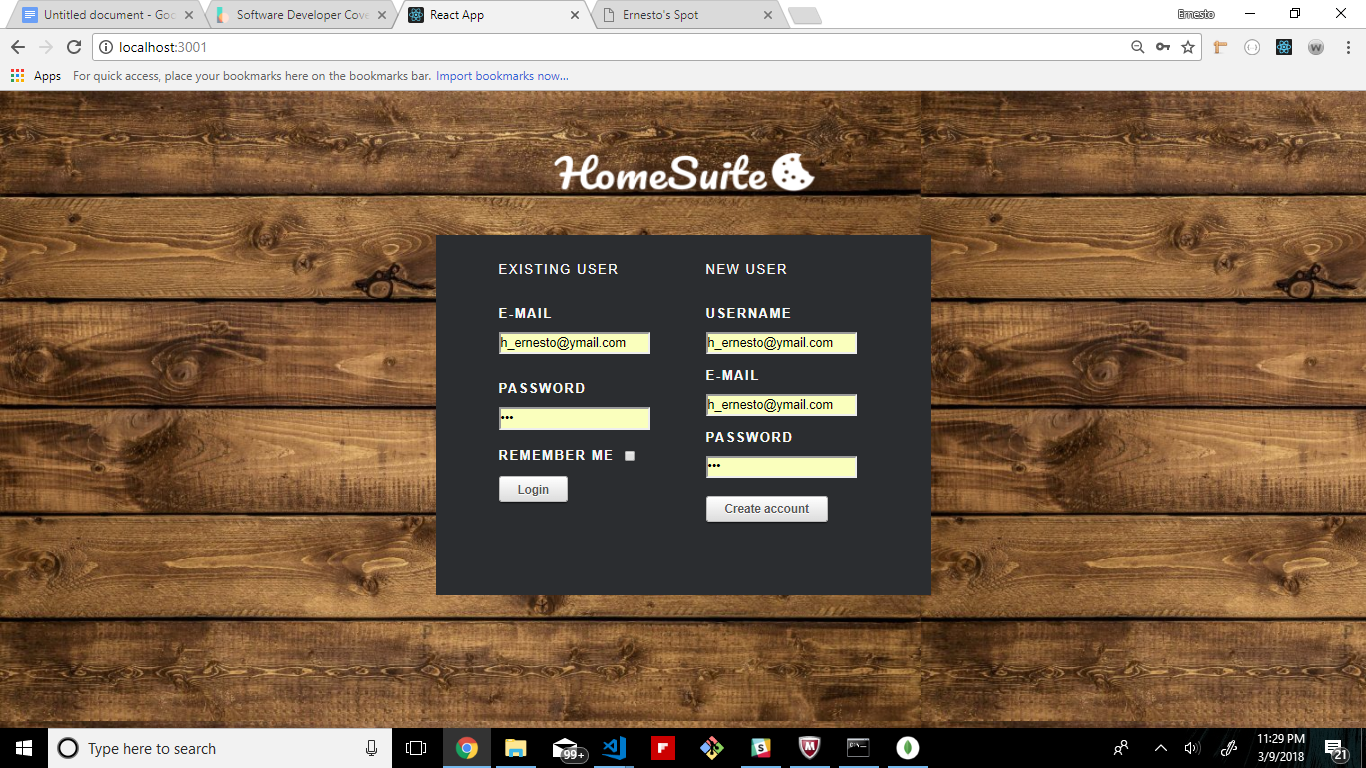 Untitled document - Goo
Software Developer Cove
React App
Ernesto's Spot
Ernesto
localhost:3001
Apps
For quick access, place your bookmarks here on the bookmarks bar. Import bookmarks now...
HomeSuite
EXISTING USER
E-MAIL
h_ernesto@ymail.com
PASSWORD
•••
REMEMBER ME
Login
NEW USER
USERNAME
h_ernesto@ymail.com
E-MAIL
h_ernesto@ymail.com
PASSWORD
•••
Create account
Type here to search
99+
11:29 PM
3/9/2018
21